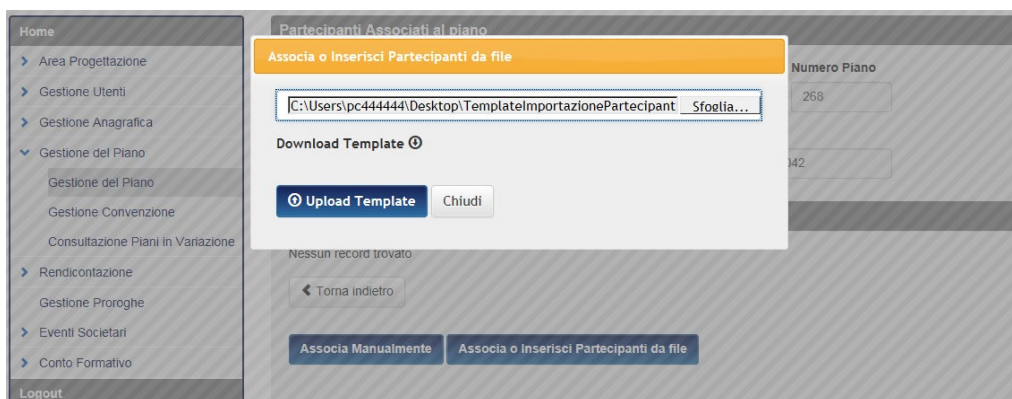 Home
Area Progettazione
Gestione Utenti
Gestione Anagrafica
Gestione del Piano
Gestione del Piano
Gestione Convenzione
Consultazione Piani in Variazione
Rendicontazione
Gestione Proroghe
Eventi Societari
Conto Formativo
Logout
Partecipanti Associati al piano
Numero Piano
268
042
Associa o Inserisci Partecipanti da file
C:\Users\pc444444\Desktop\TemplateImportazionePartecipant Sfoglia...
Download Template
Upload Template Chiudi
Nessun record trovato
Torna indietro
Associa Manualmente Associa o Inserisci Partecipanti da file